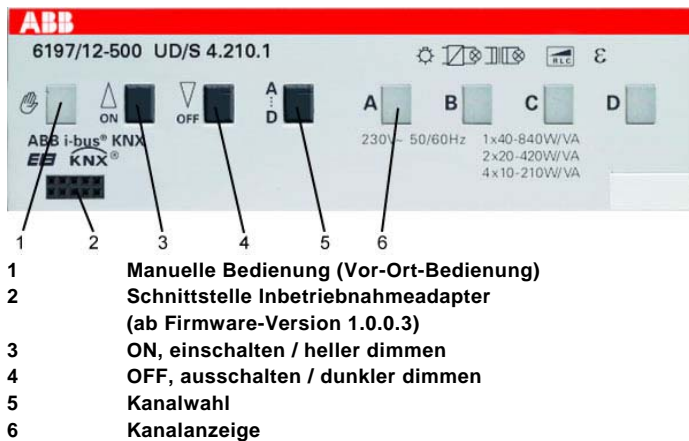 ABB
6197/12-500 UD/S 4.210.1
RLC
ε
ON
OFF
A
D
A
B
C
D
ABB i-bus® KNX
KNX®
230V~ 50/60Hz
1x40-840W/VA
2x20-420W/VA
4x10-210W/VA
1 2 3 4 5 6
1 Manuelle Bedienung (Vor-Ort-Bedienung)
2 Schnittstelle Inbetriebnahmeadapter
(ab Firmware-Version 1.0.0.3)
3 ON, einschalten / heller dimmen
4 OFF, ausschalten / dunkler dimmen
5 Kanalwahl
6 Kanalanzeige